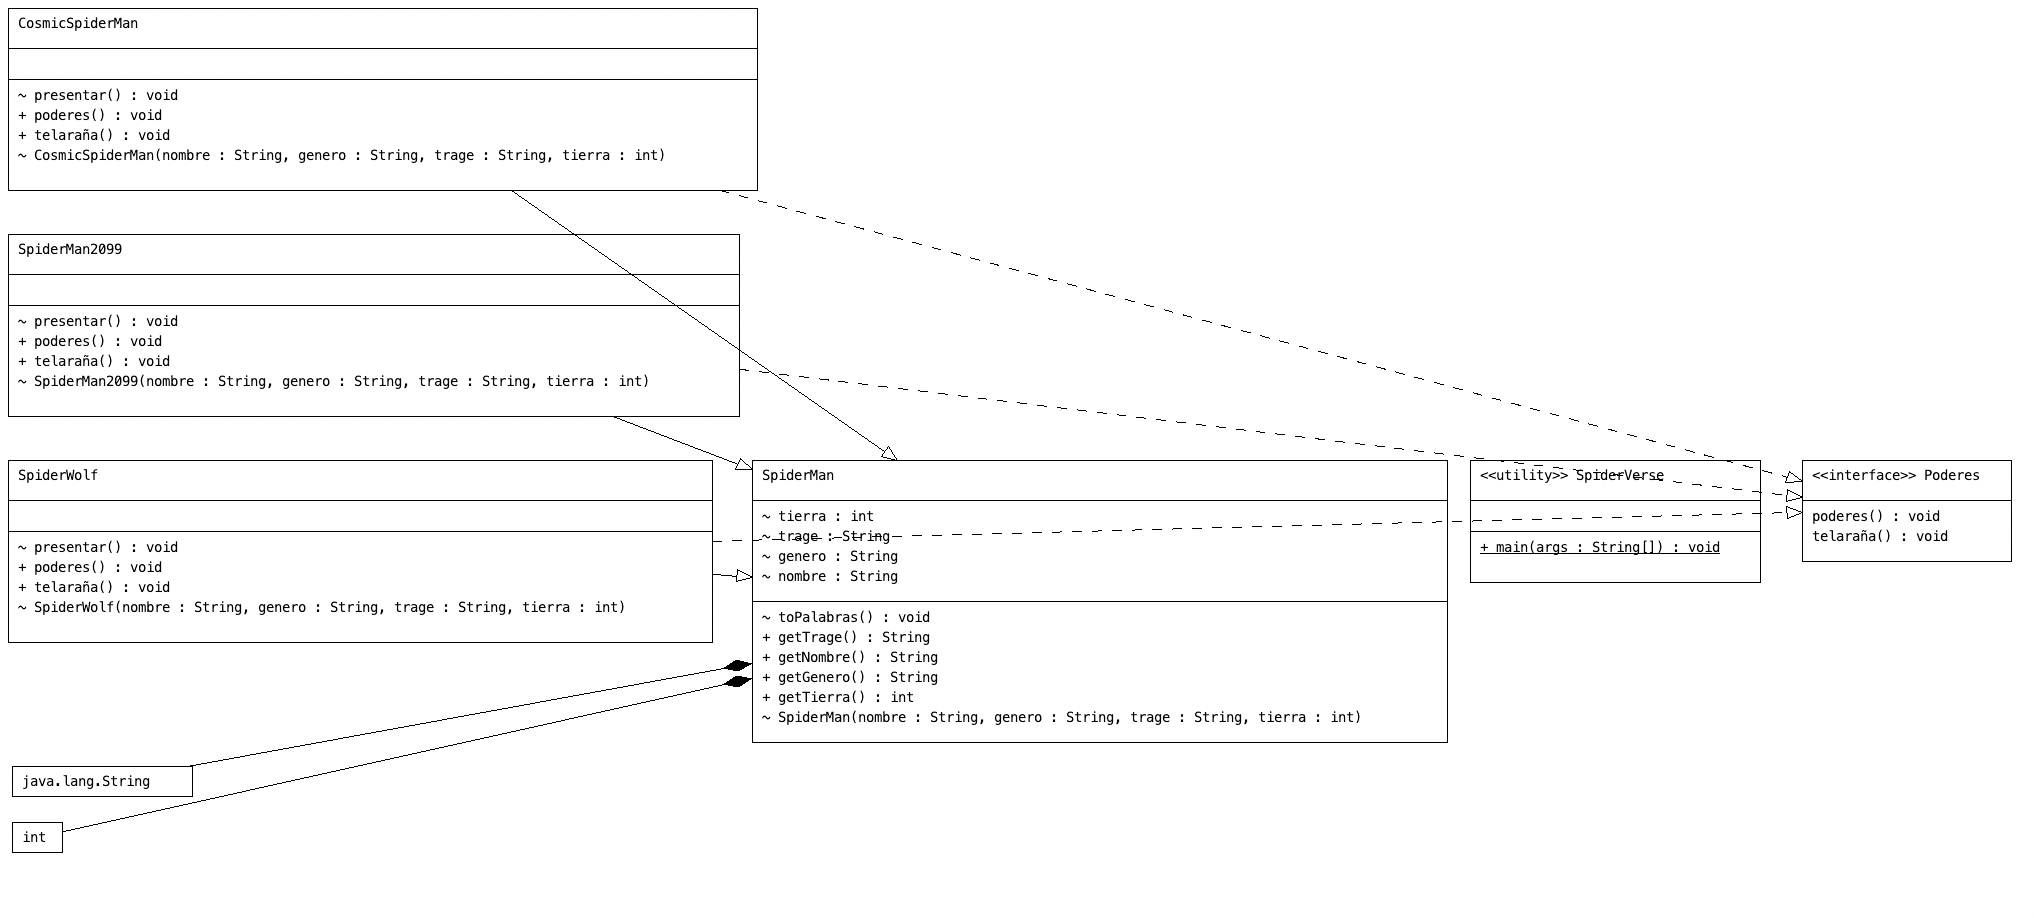 CosmicSpiderMan
~ presentar() : void
+ poderes() : void
+ telaraña() : void
~ CosmicSpiderMan(nombre : String, genero : String, trage : String, tierra : int)
SpiderMan2099
~ presentar() : void
+ poderes() : void
+ telaraña() : void
~ SpiderMan2099(nombre : String, genero : String, trage : String, tierra : int)
SpiderWolf
~ presentar() : void
+ poderes() : void
+ telaraña() : void
~ SpiderWolf(nombre : String, genero : String, trage : String, tierra : int)
SpiderMan
~ tierra : int
~ trage : String
~ genero : String
~ nombre : String
~ toPalabras() : void
+ getTrage() : String
+ getNombre() : String
+ getGenero() : String
+ getTierra() : int
~ SpiderMan(nombre : String, genero : String, trage : String, tierra : int)
<<utility>> SpiderVerse
+ main(args : String[]) : void
<<interface>> Poderes
poderes() : void
telaraña() : void
java.lang.String
int